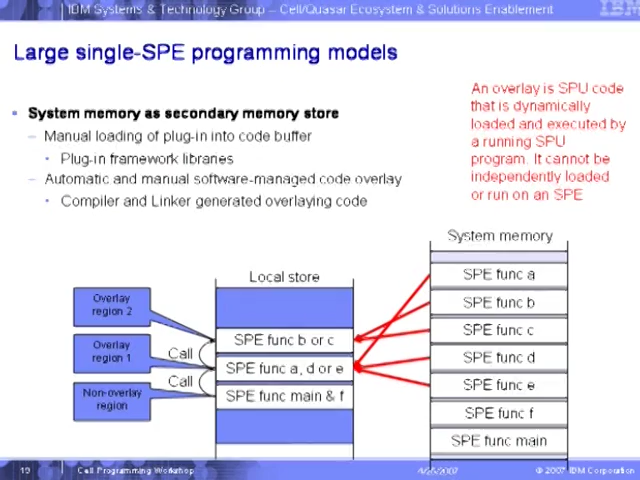 IBM Systems & Technology Group – Cell/Quasar Ecosystem & Solutions Enablement
IBM
Large single-SPE programming models
System memory as secondary memory store
– Manual loading of plug-in into code buffer
• Plug-in framework libraries
– Automatic and manual software-managed code overlay
• Compiler and Linker generated overlaying code
An overlay is SPU code
that is dynamically
loaded and executed by
a running SPU
program. It cannot be
independently loaded
or run on an SPE
System memory
SPE func a
SPE func b
SPE func c
SPE func d
SPE func e
SPE func f
SPE func main
Local store
SPE func b or c
SPE func a, d or e
SPE func main & f
Overlay
region 2
Overlay
region 1
Non-overlay
region
Call
Call
19
Cell Programming Workshop
4/26/2007
© 2007 IBM Corporation